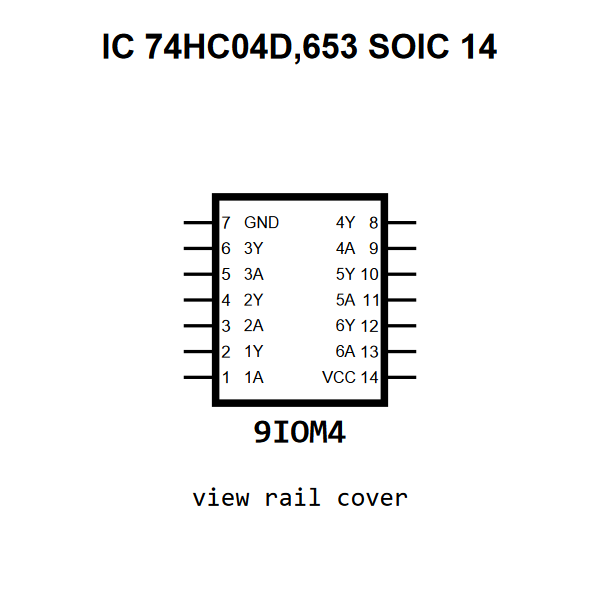 IC 74HC04D,653 SOIC 14
7 GND 4Y 8
6 3Y 4A 9
5 3A 5Y 10
4 2Y 5A 11
3 2A 6Y 12
2 1Y 6A 13
1 1A VCC 14
9IOM4
view rail cover